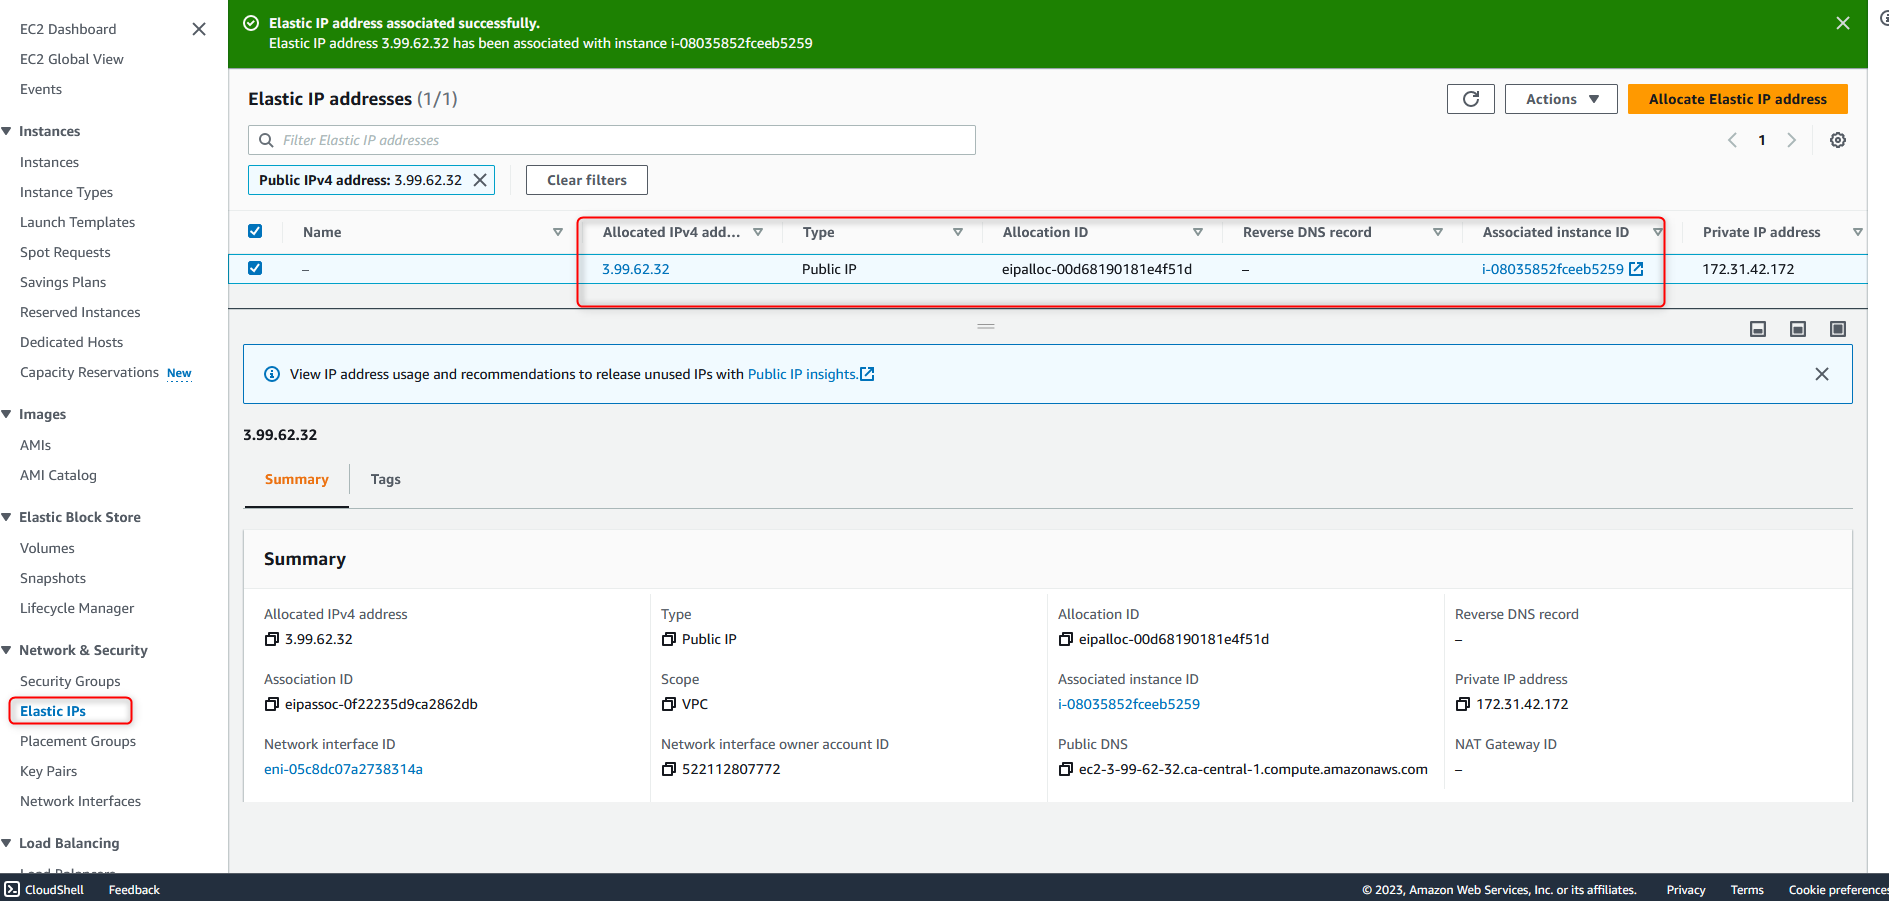 EC2 Dashboard
EC2 Global View
Events
Instances
Instances
Instance Types
Launch Templates
Spot Requests
Savings Plans
Reserved Instances
Dedicated Hosts
Capacity Reservations New
Images
AMIs
AMI Catalog
Elastic Block Store
Volumes
Snapshots
Lifecycle Manager
Network & Security
Security Groups
Elastic IPs
Placement Groups
Key Pairs
Network Interfaces
Load Balancing
Load Balancers
Elastic IP address associated successfully.
Elastic IP address 3.99.62.32 has been associated with instance i-08035852fceeb5259
Elastic IP addresses (1/1)
Actions
Allocate Elastic IP address
Filter Elastic IP addresses
1
Public IPv4 address: 3.99.62.32
Clear filters
Name Allocated IPv4 add... Type Allocation ID Reverse DNS record Associated instance ID Private IP address
– 3.99.62.32 Public IP eipalloc-00d68190181e4f51d – i-08035852fceeb5259 172.31.42.172
View IP address usage and recommendations to release unused IPs with Public IP insights.
3.99.62.32
Summary Tags
Summary
Allocated IPv4 address Type Allocation ID Reverse DNS record
3.99.62.32 Public IP eipalloc-00d68190181e4f51d –
Association ID Scope Associated instance ID Private IP address
eipassoc-0f22235d9ca2862db VPC i-08035852fceeb5259 172.31.42.172
Network interface ID Network interface owner account ID Public DNS NAT Gateway ID
eni-05c8dc07a2738314a 522112807772 ec2-3-99-62-32.ca-central-1.compute.amazonaws.com –
CloudShell Feedback © 2023, Amazon Web Services, Inc. or its affiliates. Privacy Terms Cookie preferences